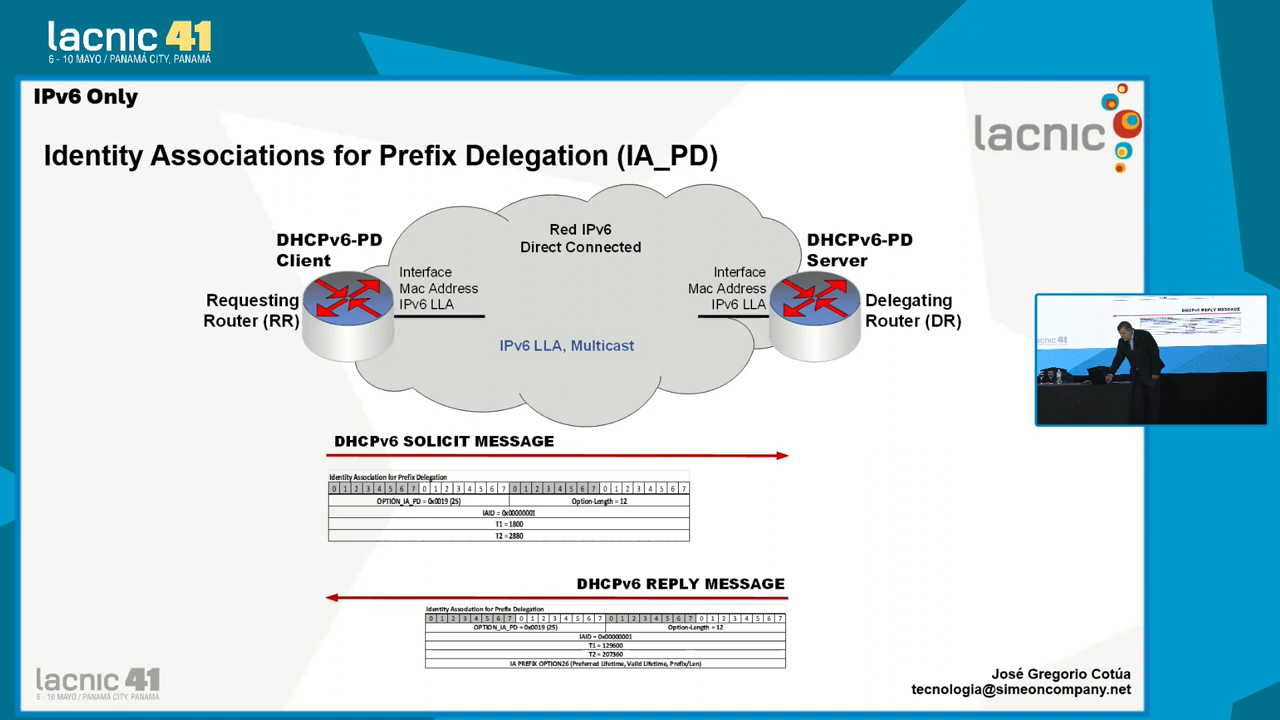 lacnic 41
6 - 10 MAYO / PANAMÁ CITY, PANAMÁ
IPv6 Only
lacnic
Identity Associations for Prefix Delegation (IA_PD)
Red IPv6
Direct Connected
DHCPv6-PD
Client
DHCPv6-PD
Server
Interface
Mac Address
IPv6 LLA
Interface
Mac Address
IPv6 LLA
Requesting
Router (RR)
Delegating
Router (DR)
IPv6 LLA, Multicast
DHCPv6 REPLY MESSAGE
lacnic 41
DHCPv6 SOLICIT MESSAGE
Identity Association for Prefix Delegation
0 1 2 3 4 5 6 7 0 1 2 3 4 5 6 7 0 1 2 3 4 5 6 7 0 1 2 3 4 5 6 7
OPTION_IA_PD = 0x0019 (25) Option-Length = 12
IAID = 0x00000001
T1 = 1800
T2 = 2880
DHCPv6 REPLY MESSAGE
Identity Association for Prefix Delegation
0 1 2 3 4 5 6 7 0 1 2 3 4 5 6 7 0 1 2 3 4 5 6 7 0 1 2 3 4 5 6 7
OPTION_IA_PD = 0x0019 (25) Option-Length = 12
IAID = 0x00000001
T1 = 129600
T2 = 207360
IA PREFIX OPTION26 (Preferred Lifetime, Valid Lifetime, Prefix/Len)
lacnic 41
6 - 10 MAYO / PANAMÁ CITY, PANAMÁ
José Gregorio Cotúa
tecnologia@simeoncompany.net